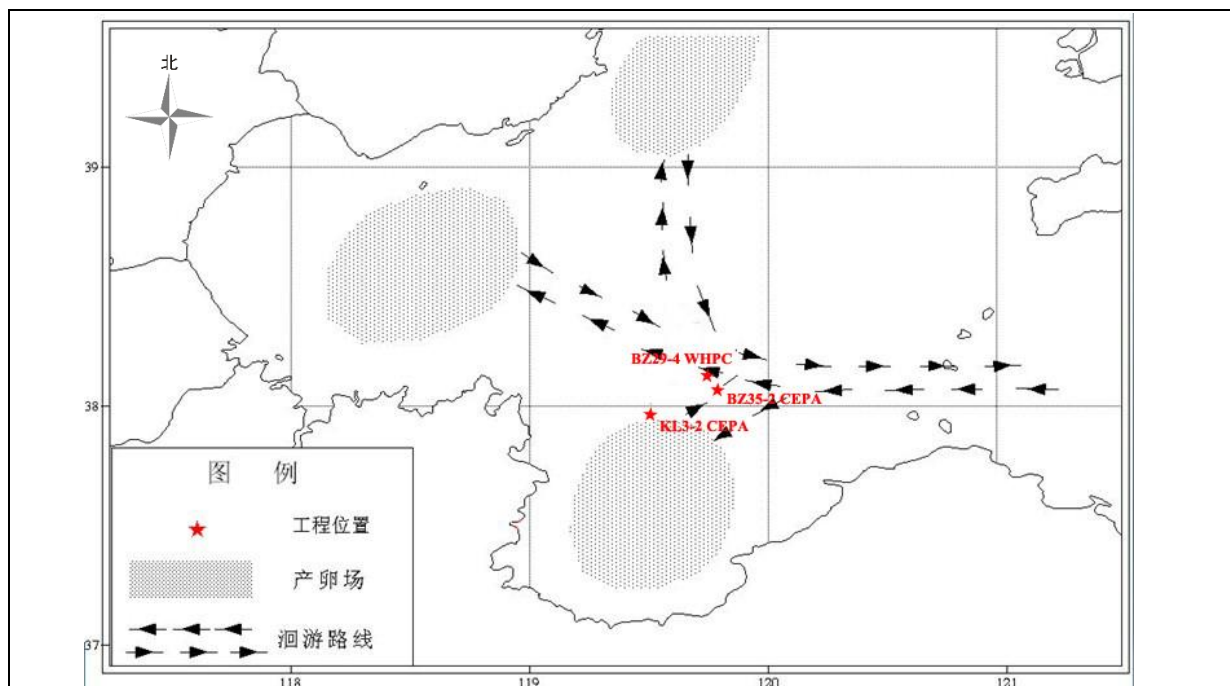 北
39
BZ29-4 WHPC
BZ35-2 CEPA
38
KL3-2 CEPA
图 例
工程位置
产卵场
洄游路线
37
118
119
120
121